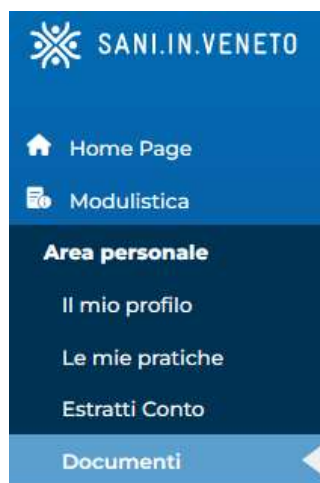 SANI.IN.VENETO
Home Page
Modulistica
Area personale
Il mio profilo
Le mie pratiche
Estratti Conto
Documenti